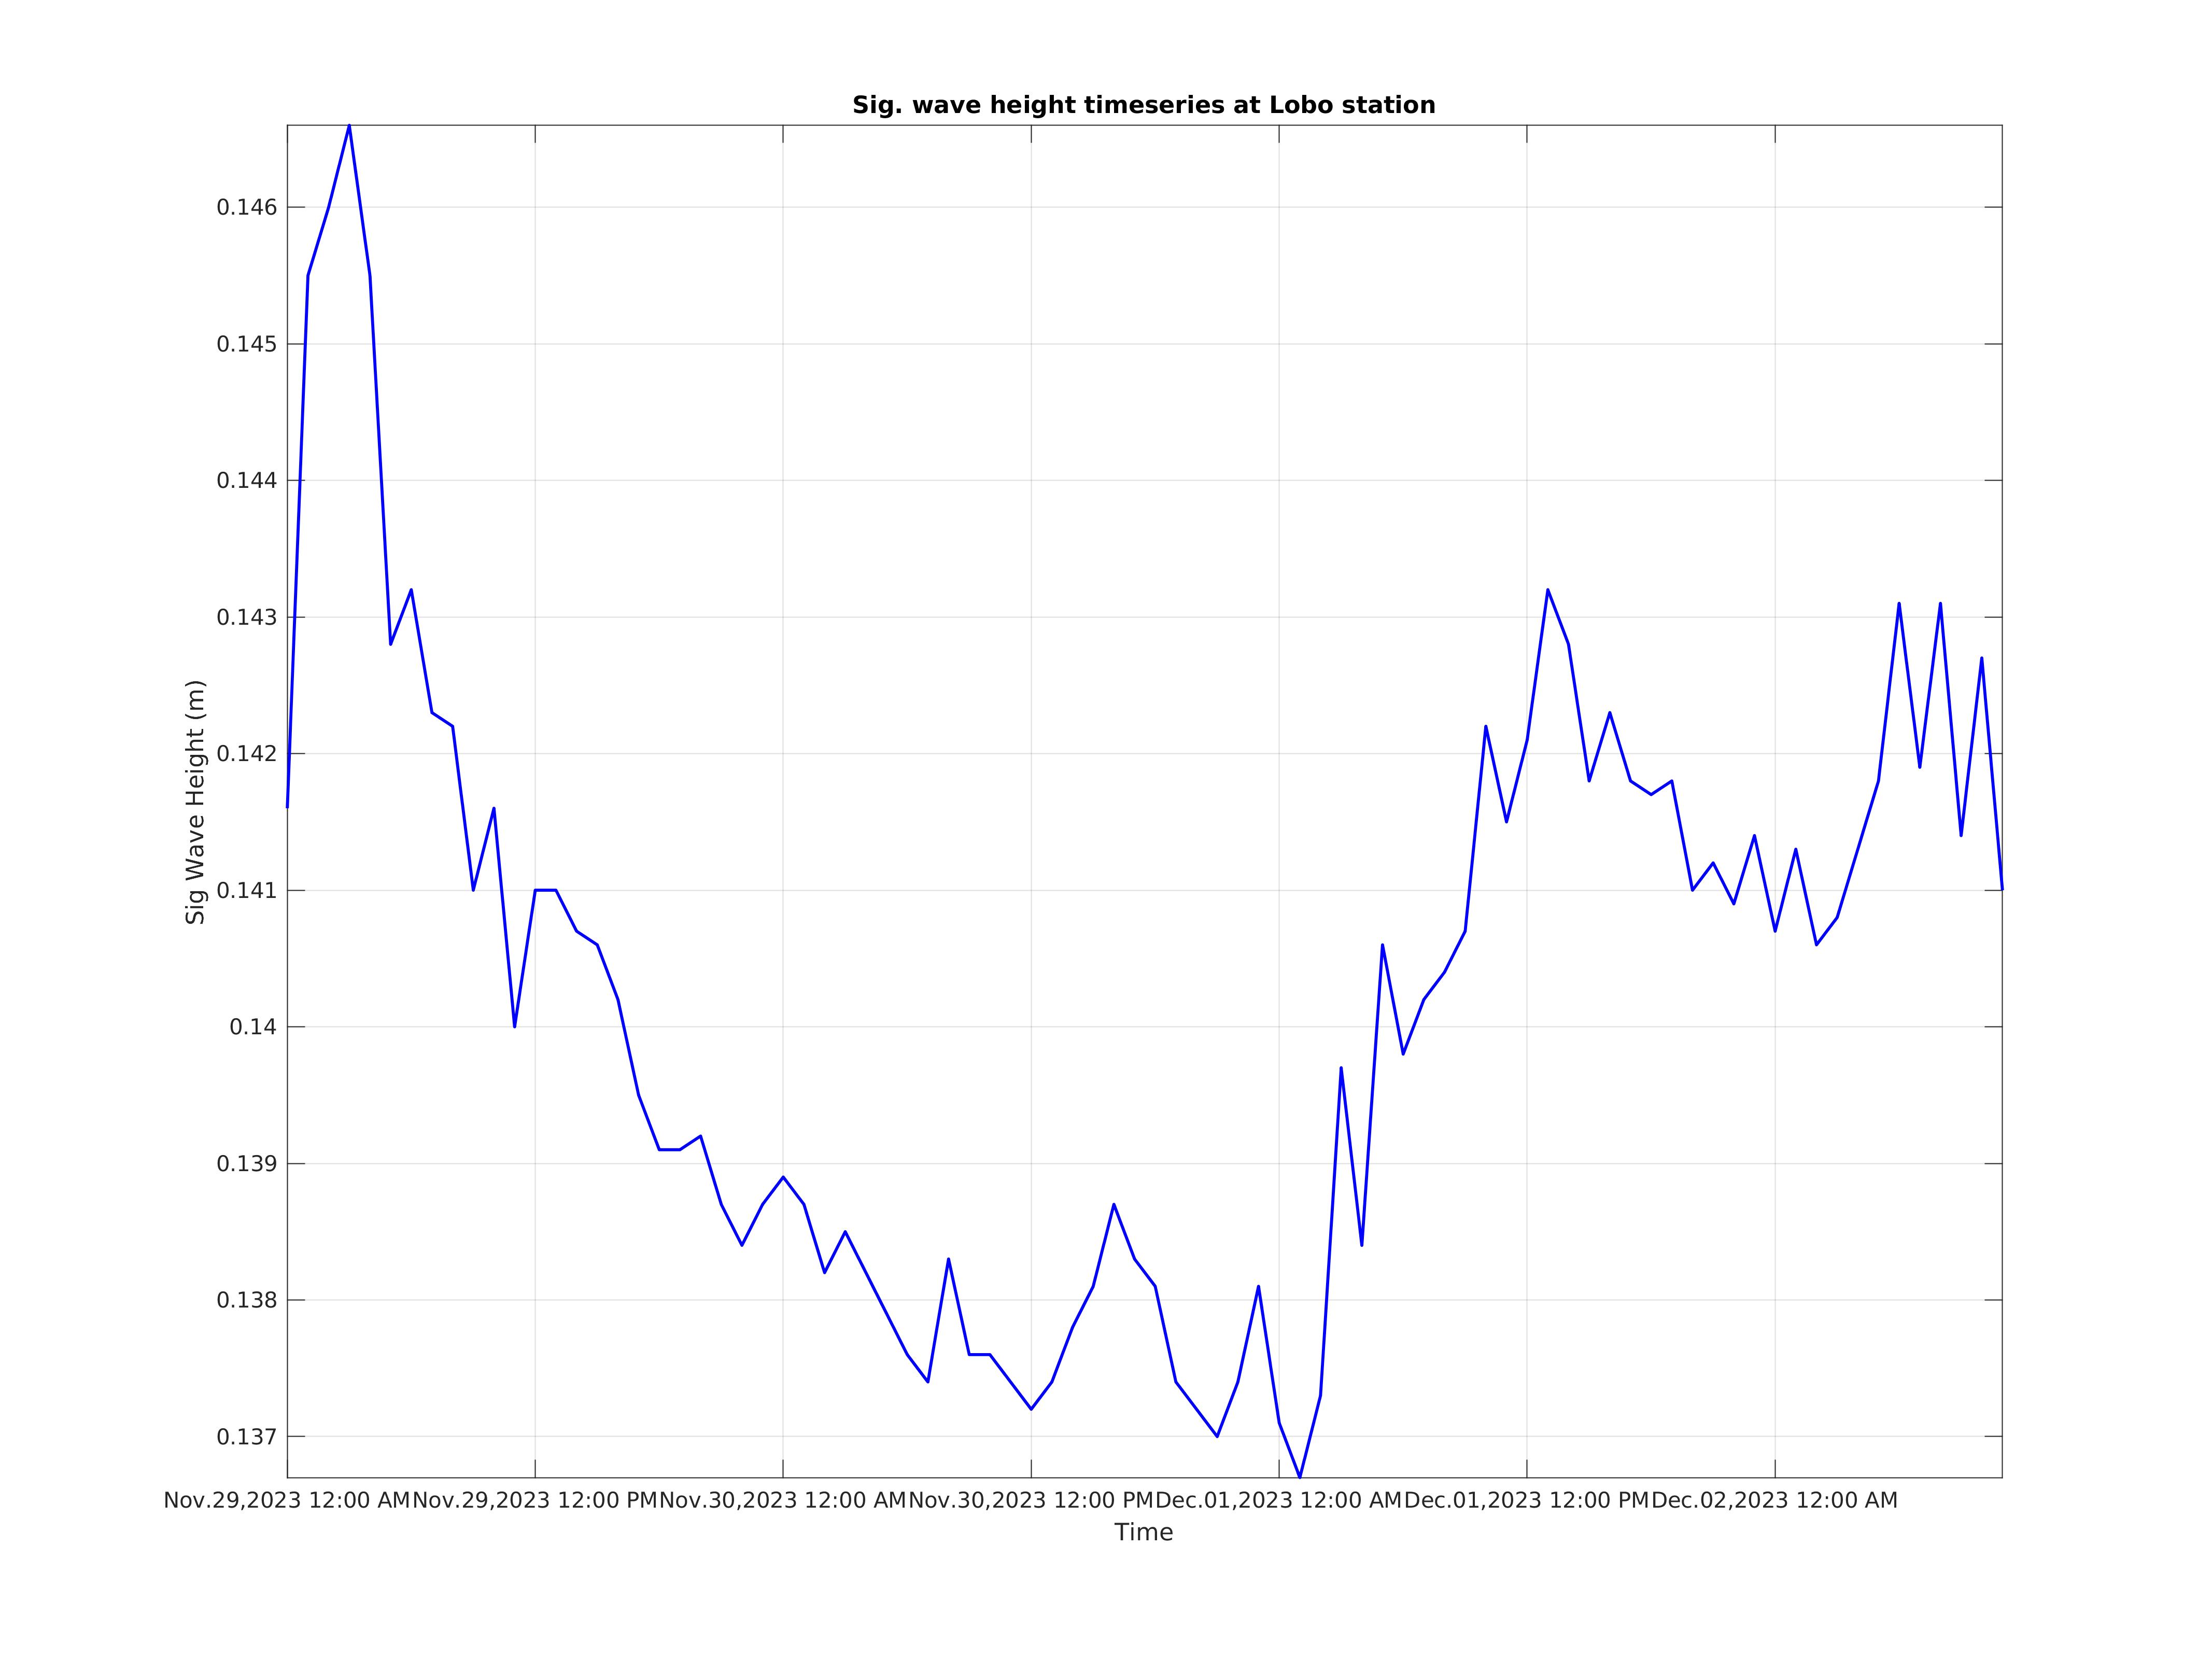 Sig. wave height timeseries at Lobo station
0.146
0.145
0.144
0.143
0.142
0.141
0.14
0.139
0.138
0.137
Sig Wave Height (m)
Nov.29,2023 12:00 AM Nov.29,2023 12:00 PM Nov.30,2023 12:00 AM Nov.30,2023 12:00 PM Dec.01,2023 12:00 AM Dec.01,2023 12:00 PM Dec.02,2023 12:00 AM
Time